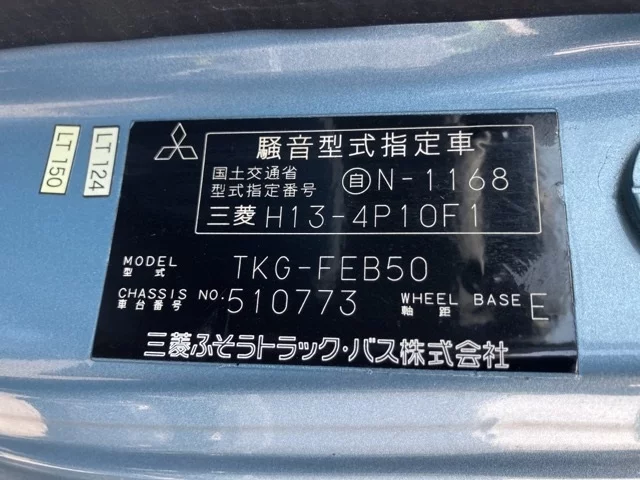 LT 124
LT 150
騒音型式指定車
国土交通省
型式指定番号
自N-1168
三菱 H13-4P10F1
MODEL
型式
TKG-FEB50
CHASSIS NO.
車台番号
510773
WHEEL BASE
軸距
E
三菱ふそうトラック・バス株式会社